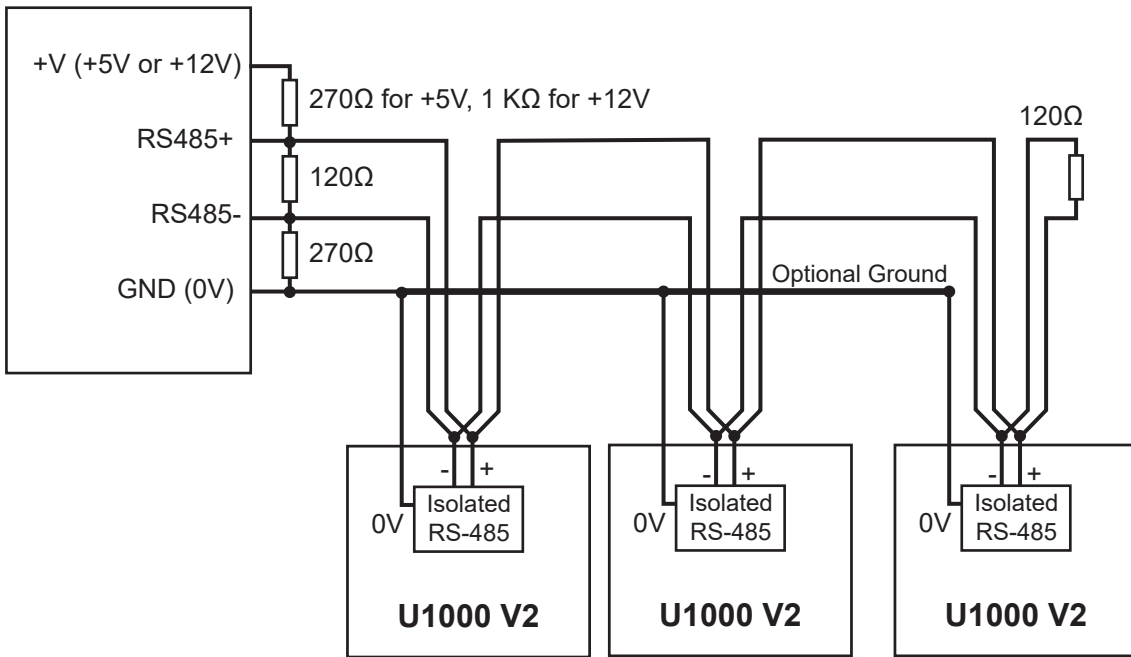 +V (+5V or +12V)
270Ω for +5V, 1 KΩ for +12V
120Ω
RS485+
120Ω
RS485-
270Ω
GND (0V)
Optional Ground
- +
Isolated
RS-485
0V
U1000 V2
- +
Isolated
RS-485
0V
U1000 V2
- +
Isolated
RS-485
0V
U1000 V2